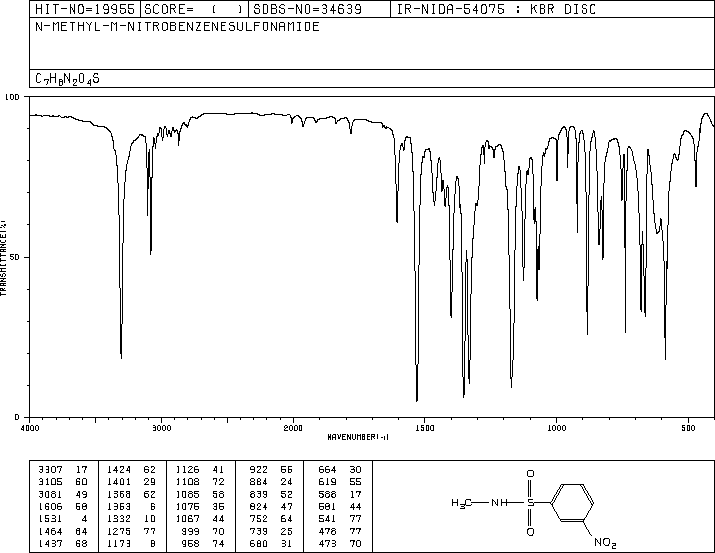 HIT-NO=19955 SCORE= ( ) SDBS-NO=34639 IR-NIDA-54075 : KBR DISC
N-METHYL-M-NITROBENZENESULFONAMIDE
C7H8N2O4S
100
50
0
TRANSMITTANCE(%)
4000 3000 2000 1500 1000 500
WAVENUMBER(-1)
3307 17 1424 62 1126 41 922 56 664 30
3105 60 1401 29 1108 72 884 24 619 55
3081 49 1368 62 1085 58 839 52 588 17
1606 58 1353 6 1075 35 824 47 581 44
1531 4 1332 10 1067 44 752 64 541 77
1464 64 1275 77 999 70 739 25 478 77
1437 68 1173 8 958 74 680 31 473 70
O
H3C NH S
O
NO2